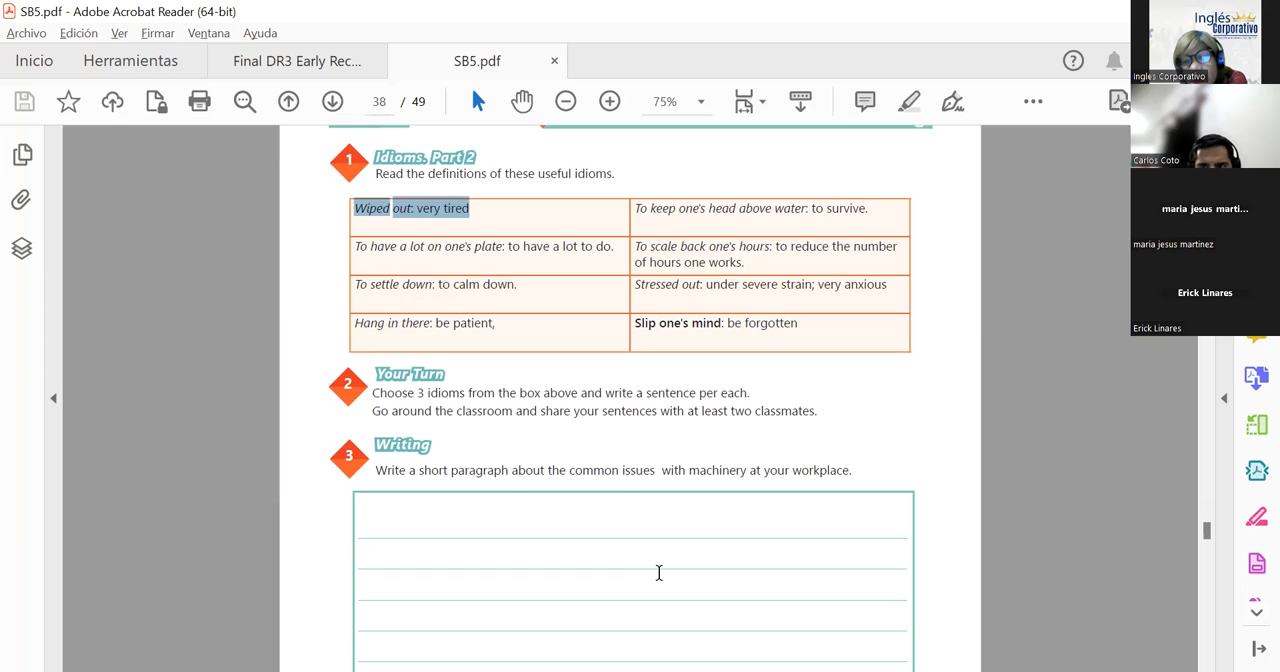 SB5.pdf - Adobe Acrobat Reader (64-bit)
Archivo Edición Ver Firmar Ventana Ayuda
Inicio Herramientas Final DR3 Early Rec... SB5.pdf ×
38 / 49 75%
1 Idioms. Part 2
Read the definitions of these useful idioms.
Wiped out: very tired
To keep one's head above water: to survive.
To have a lot on one's plate: to have a lot to do.
To scale back one's hours: to reduce the number
of hours one works.
To settle down: to calm down.
Stressed out: under severe strain; very anxious
Hang in there: be patient,
Slip one's mind: be forgotten
2 Your Turn
Choose 3 idioms from the box above and write a sentence per each.
Go around the classroom and share your sentences with at least two classmates.
3 Writing
Write a short paragraph about the common issues with machinery at your workplace.
Inglés
Corporativo
Ingles Corporativo
Carlos Coto
maria jesus marti...
maria jesus martinez
Erick Linares
Erick Linares